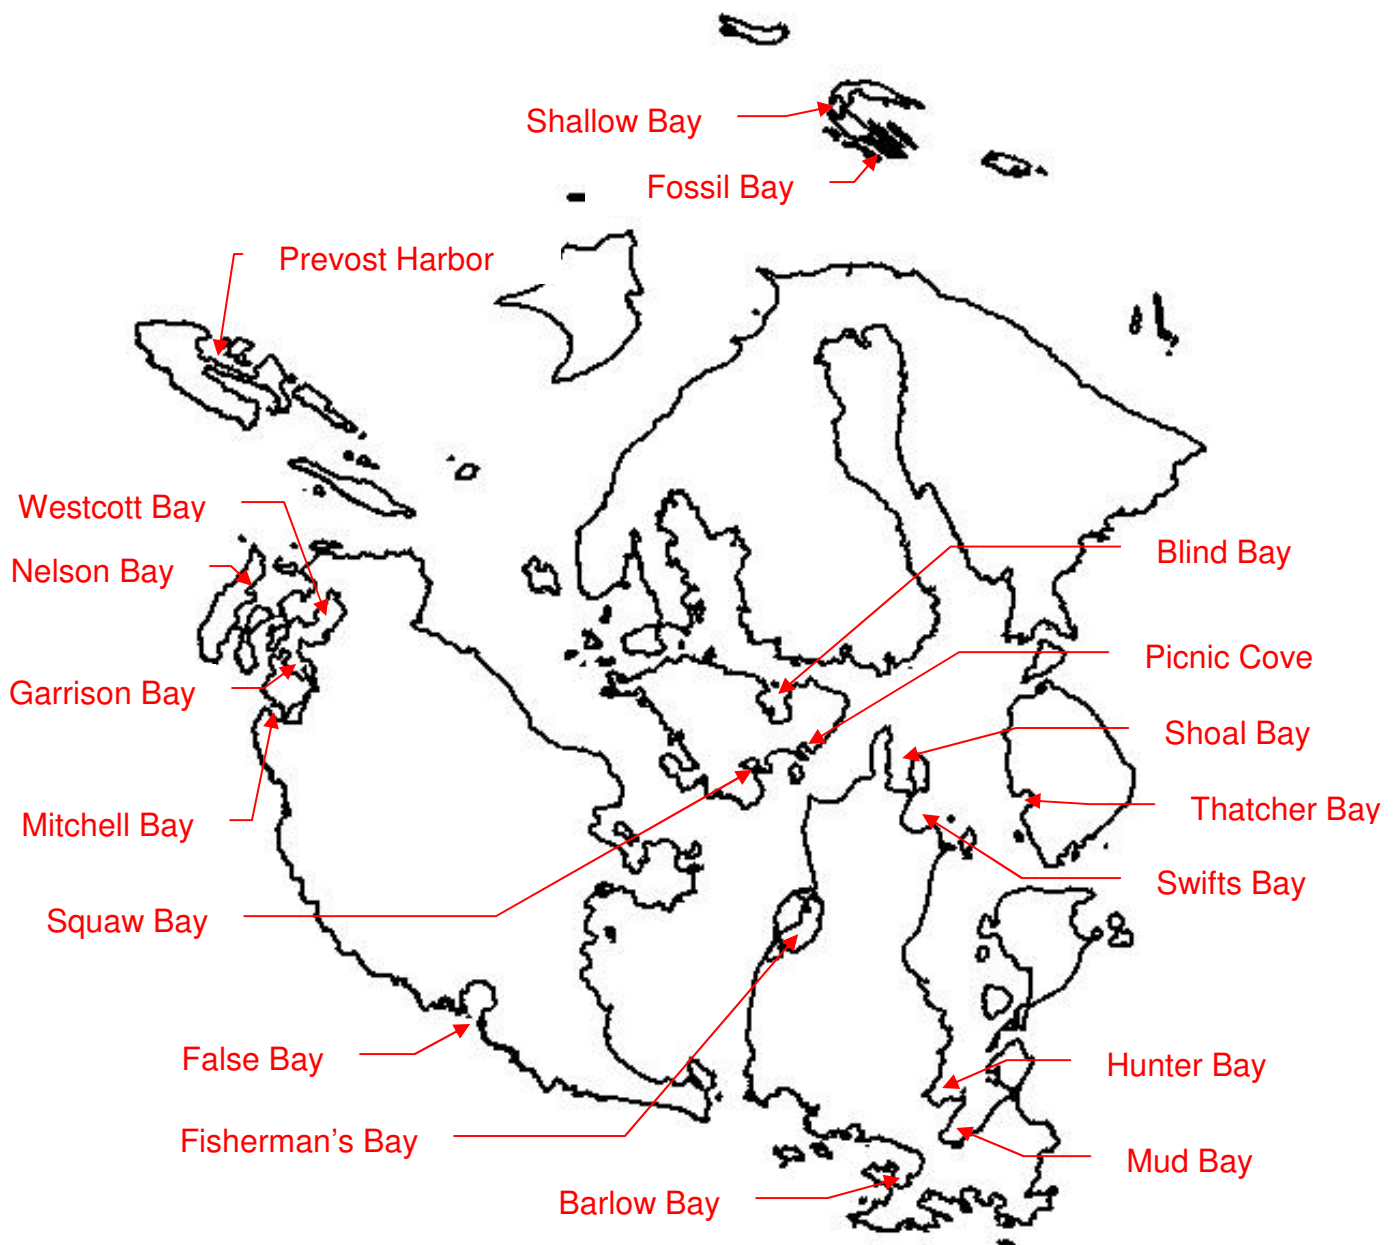 Shallow Bay
Fossil Bay
Prevost Harbor
Westcott Bay
Nelson Bay
Blind Bay
Picnic Cove
Garrison Bay
Shoal Bay
Thatcher Bay
Mitchell Bay
Swifts Bay
Squaw Bay
False Bay
Hunter Bay
Fisherman’s Bay
Mud Bay
Barlow Bay